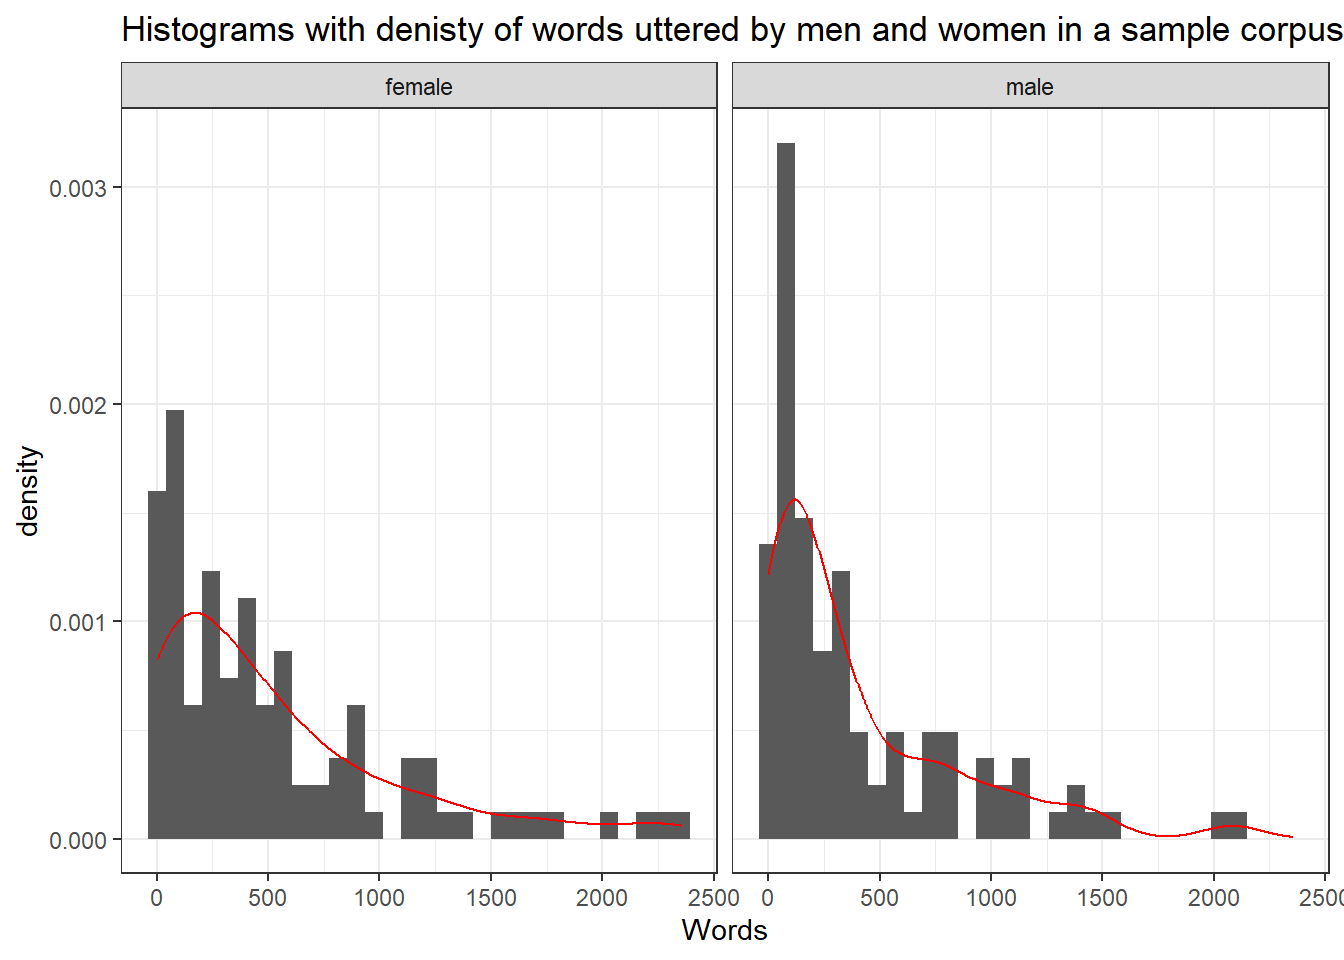 Histograms with denisty of words uttered by men and women in a sample corpus
female male
0.003
0.002
0.001
0.000
density
0 500 1000 1500 2000 2500 0 500 1000 1500 2000 2500
Words